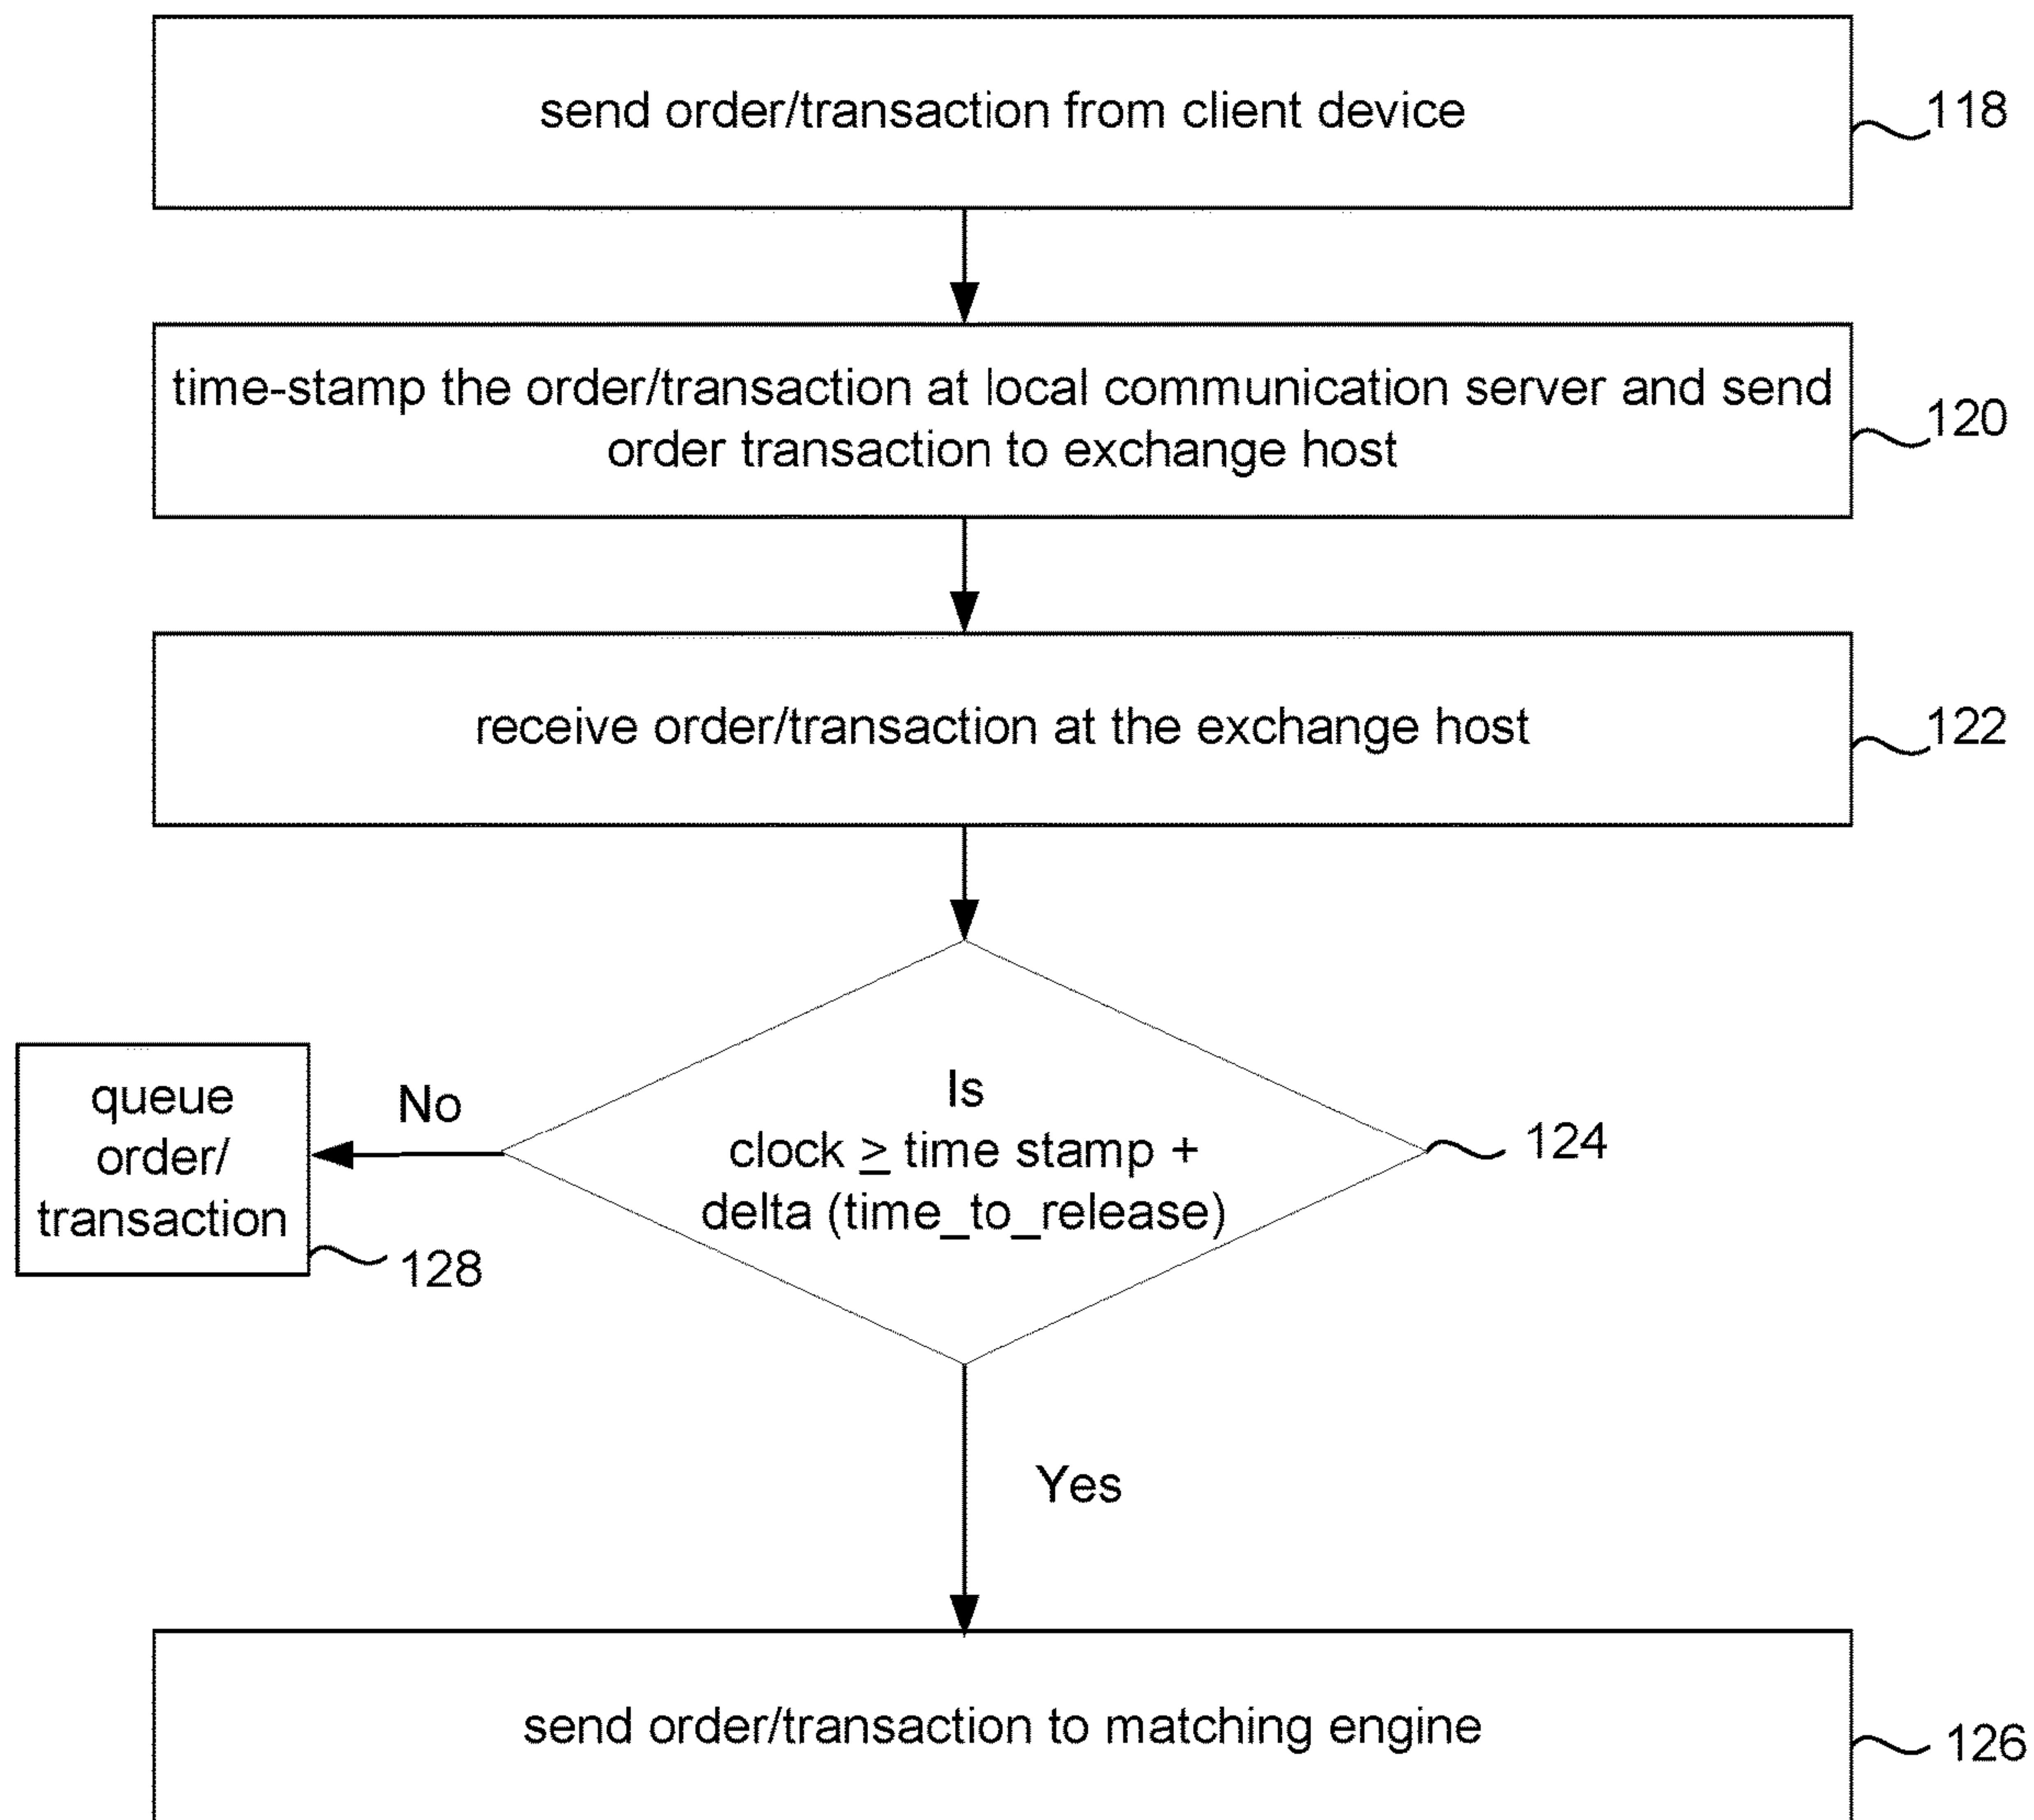 send order/transaction from client device
118
time-stamp the order/transaction at local communication server and send
order transaction to exchange host
120
receive order/transaction at the exchange host
122
Is
clock ≥ time stamp +
delta (time_to_release)
124
No
queue
order/
transaction
128
Yes
send order/transaction to matching engine
126